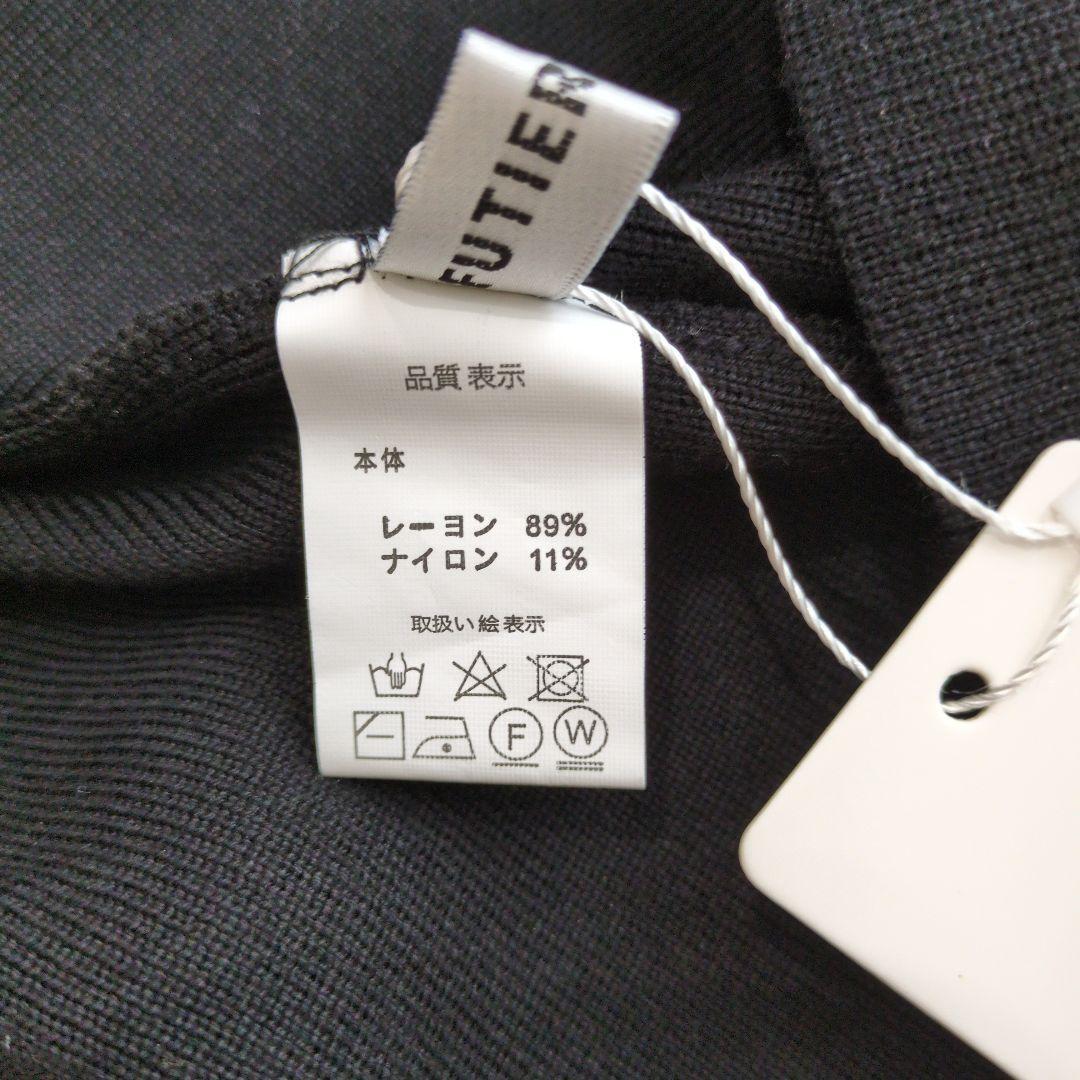 FUTIER
品質表示
本体
レーヨン 89%
ナイロン 11%
取扱い絵表示
F W